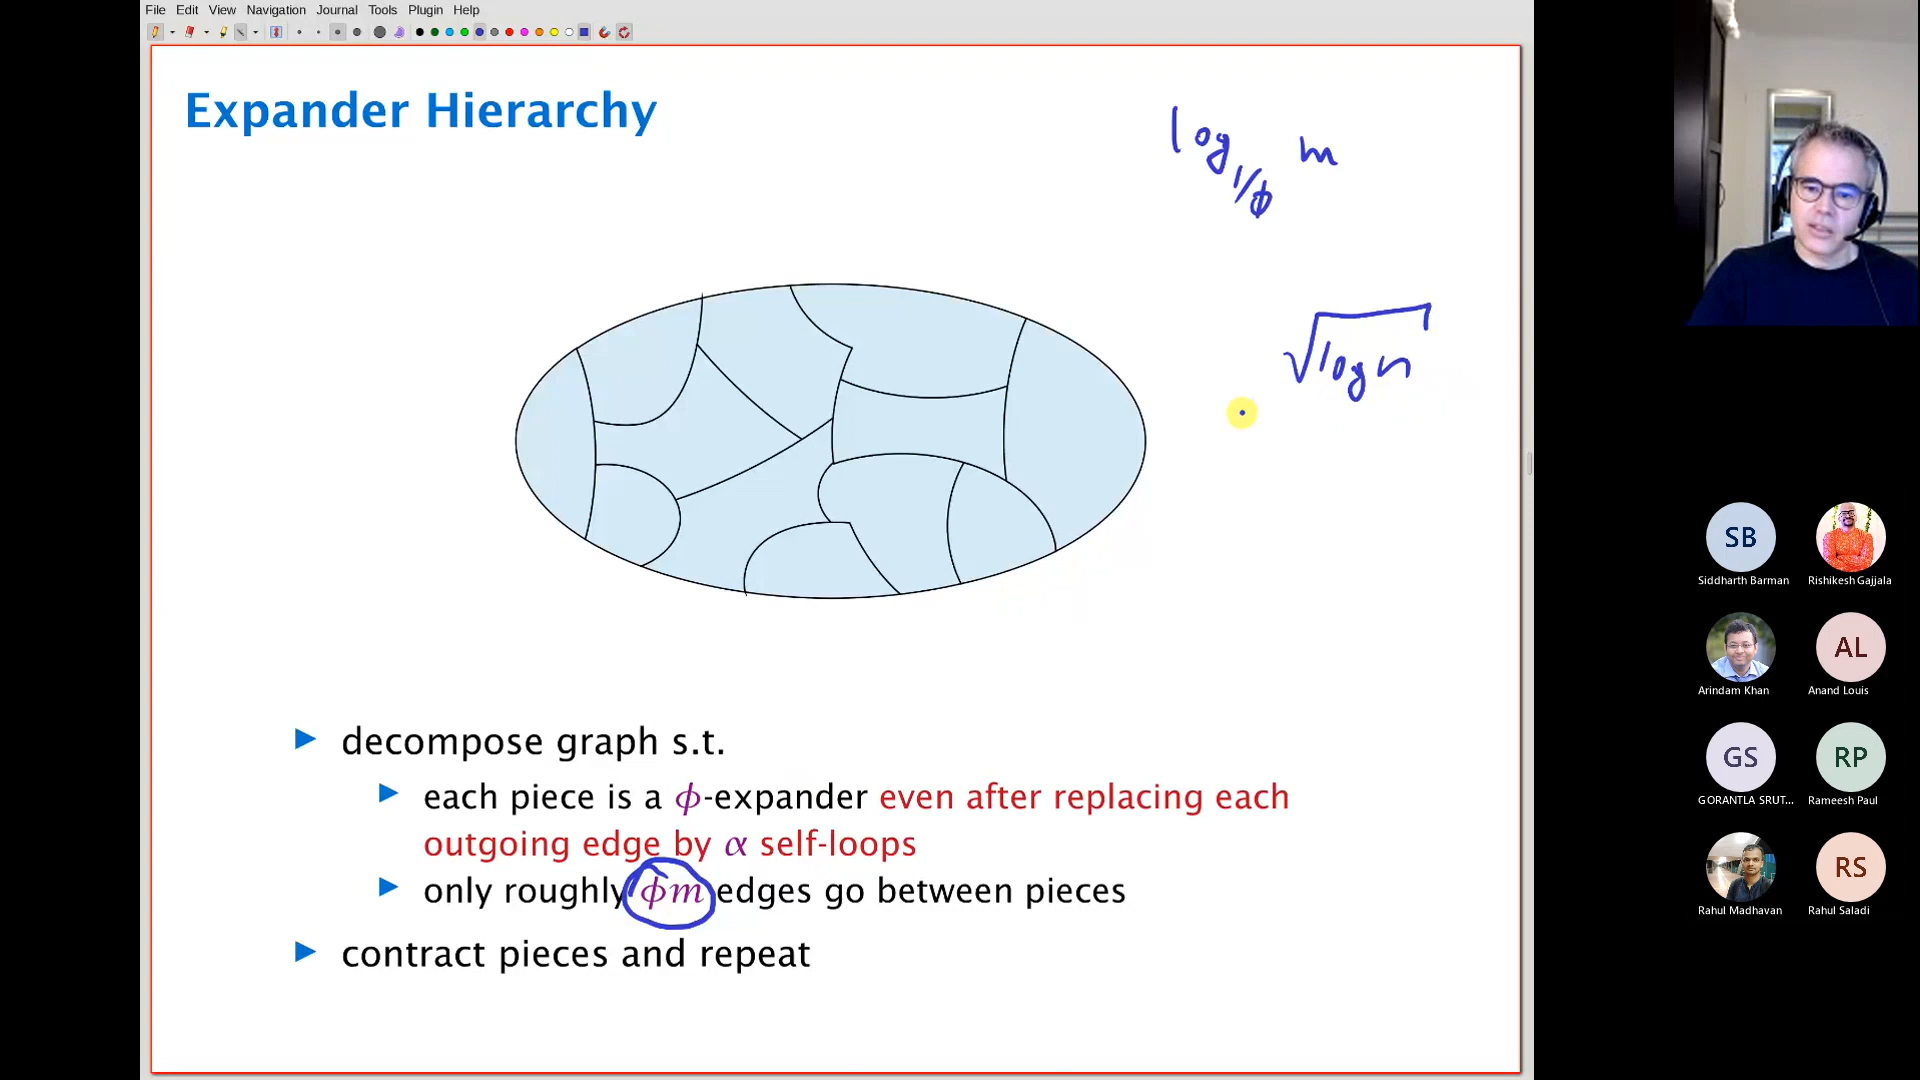 File Edit View Navigation Journal Tools Plugin Help
Expander Hierarchy
log_{1/ϕ} m
√log n
▶ decompose graph s.t.
▶ each piece is a ϕ-expander even after replacing each
outgoing edge by α self-loops
▶ only roughly ϕm edges go between pieces
▶ contract pieces and repeat
SB
Siddharth Barman
Rishikesh Gajjala
Arindam Khan
AL
Anand Louis
GS
GORANTLA SRUT...
RP
Rameesh Paul
Rahul Madhavan
RS
Rahul Saladi